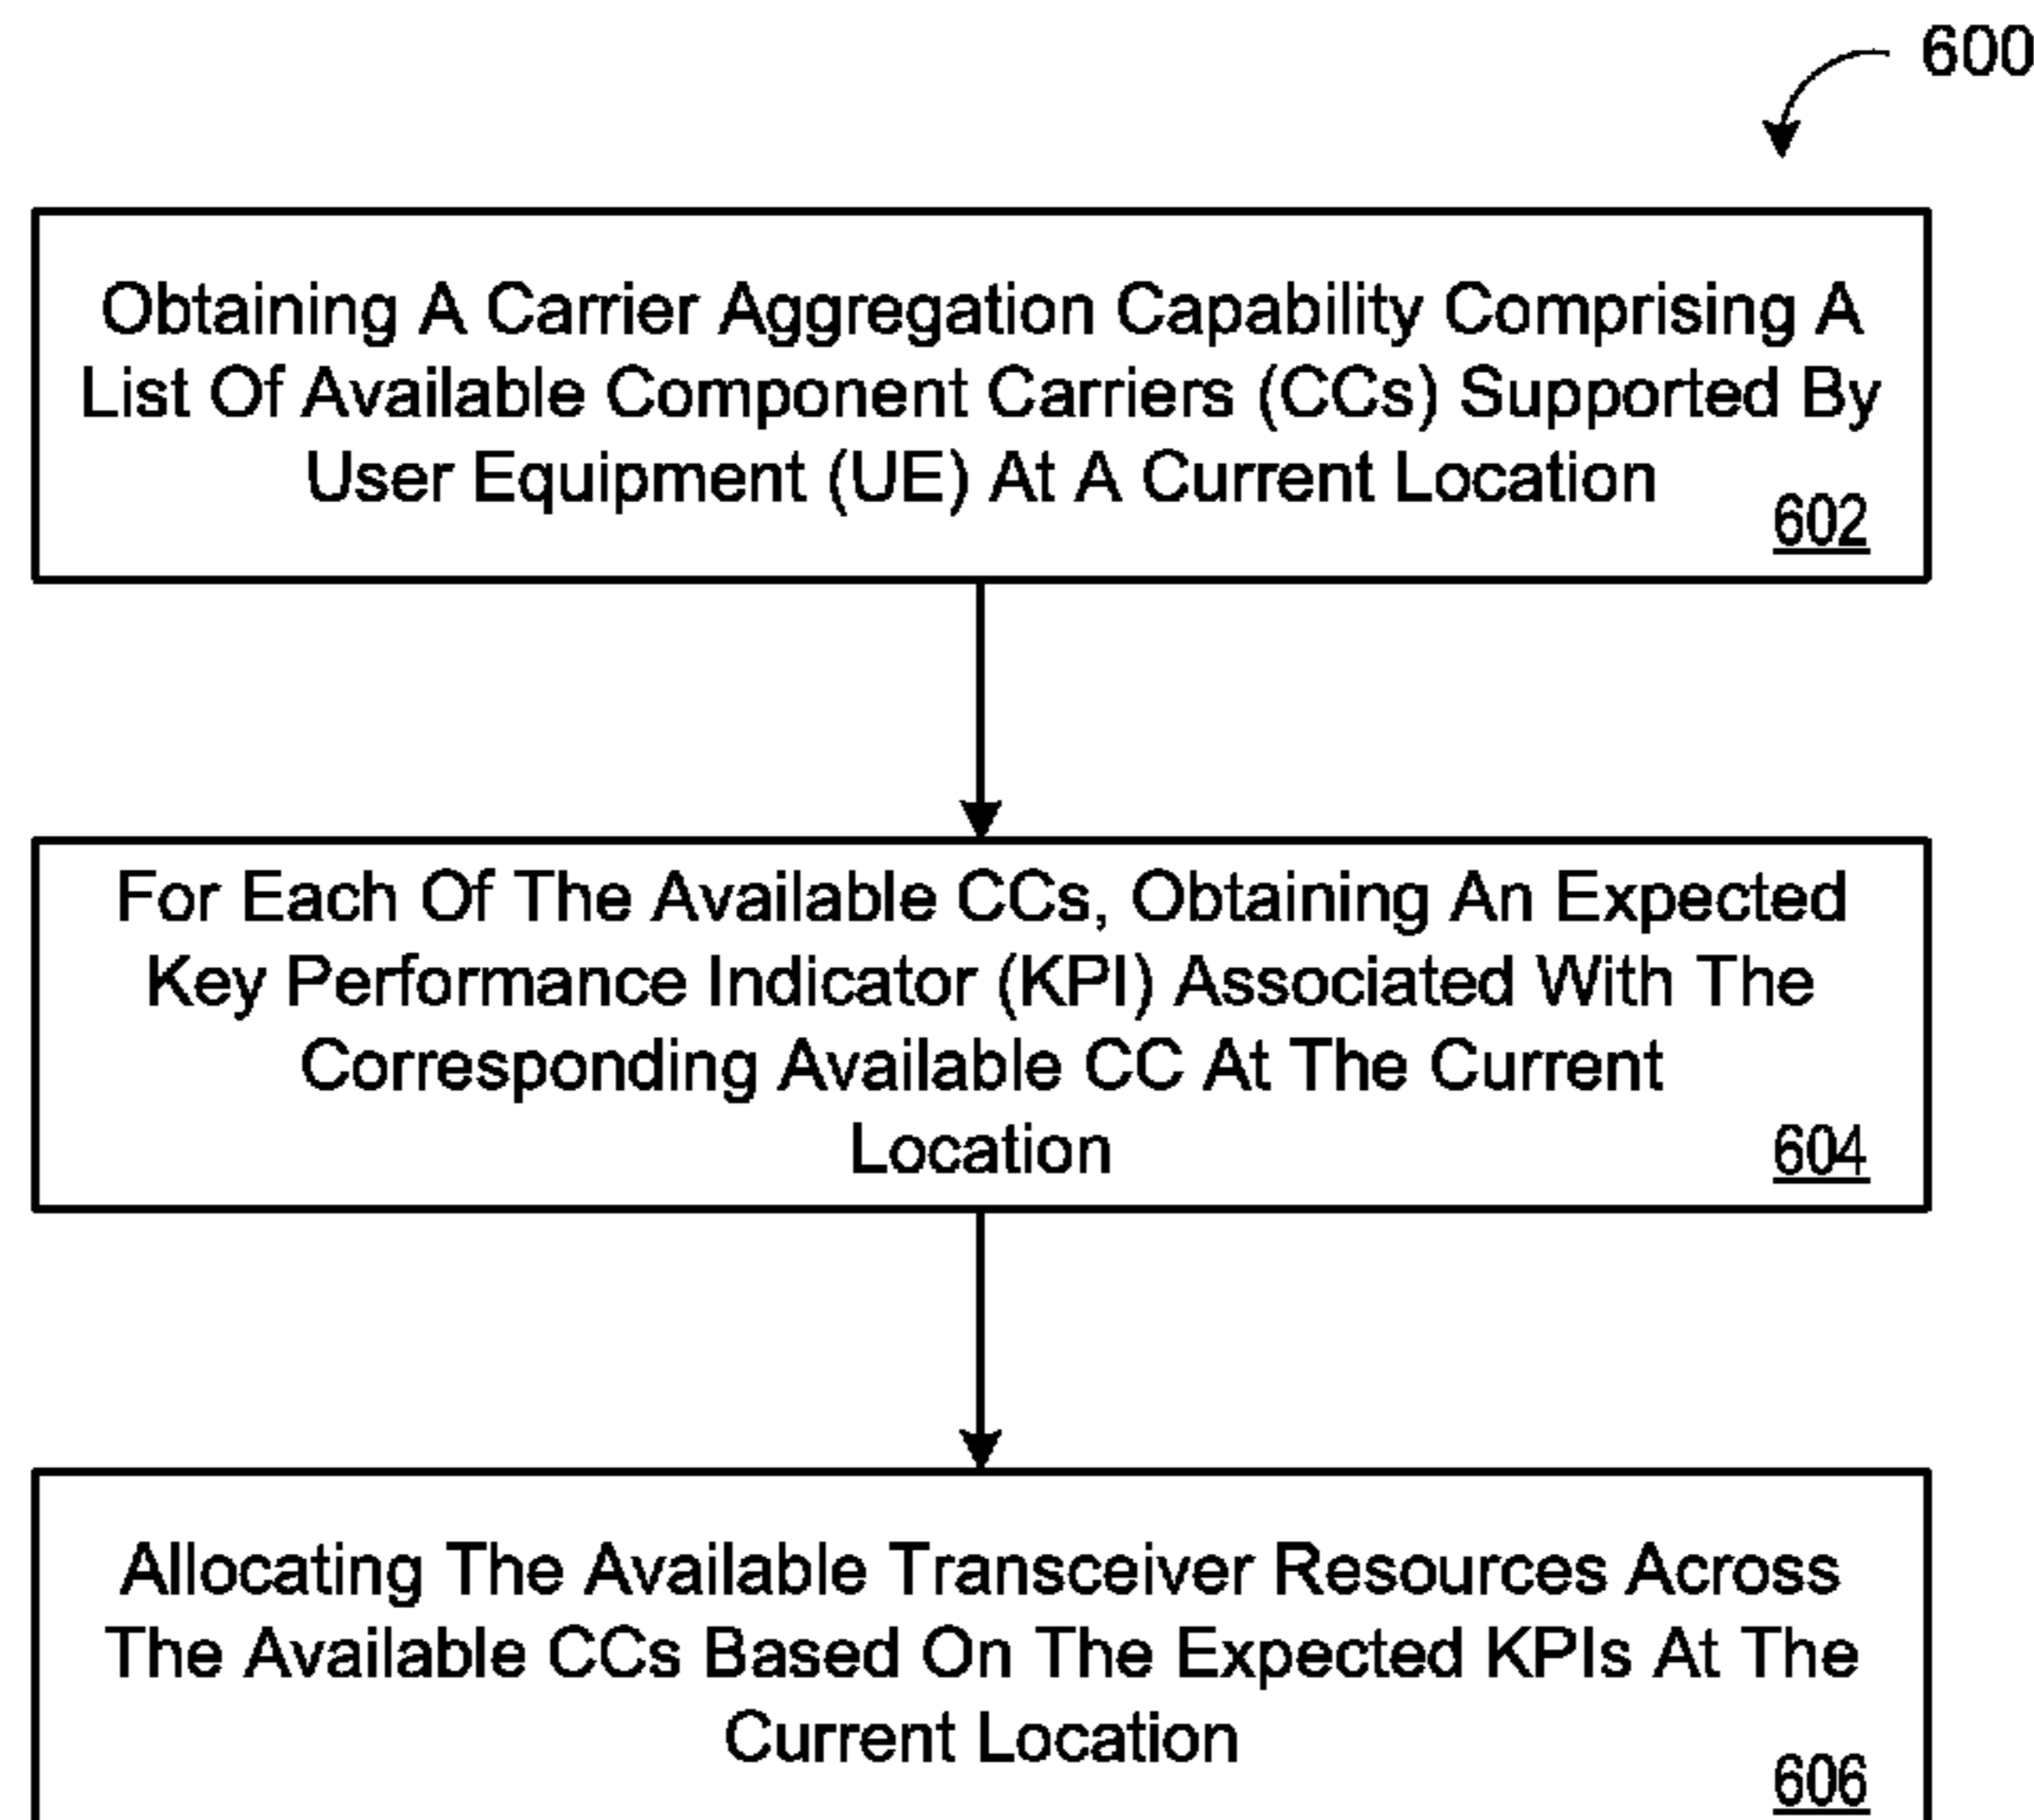 600
Obtaining A Carrier Aggregation Capability Comprising A
List Of Available Component Carriers (CCs) Supported By
User Equipment (UE) At A Current Location
602
For Each Of The Available CCs, Obtaining An Expected
Key Performance Indicator (KPI) Associated With The
Corresponding Available CC At The Current
Location
604
Allocating The Available Transceiver Resources Across
The Available CCs Based On The Expected KPIs At The
Current Location
606